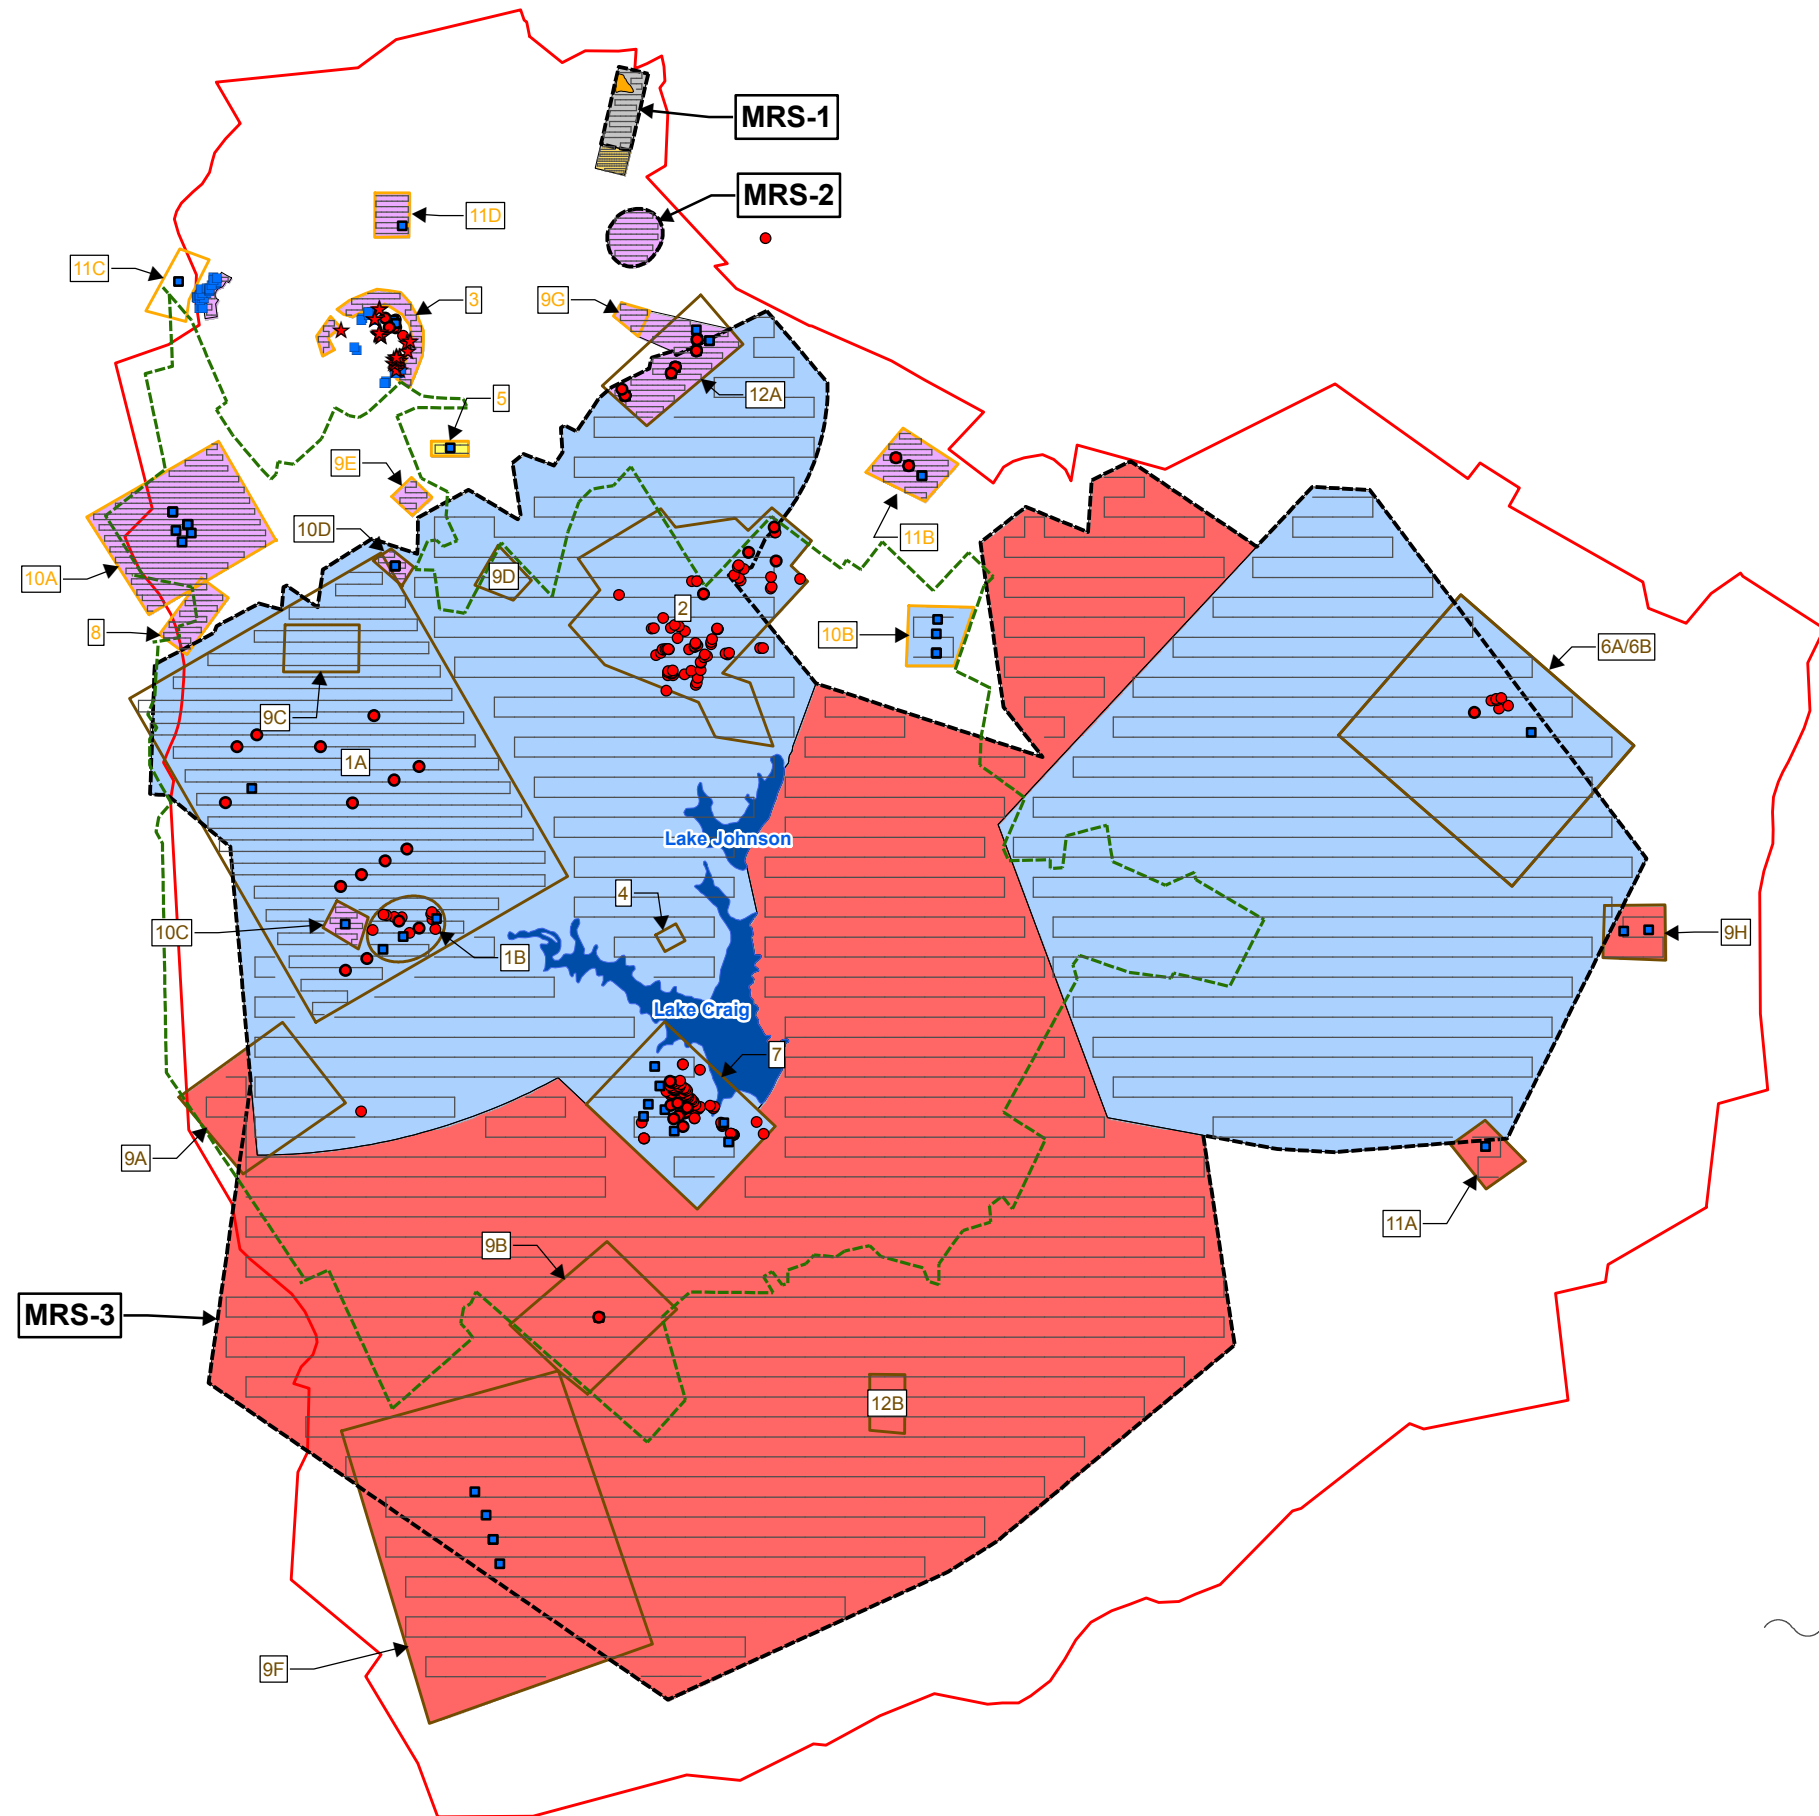 MRS-1
MRS-2
11D
11C
3
9G
12A
5
9E
10D
11B
10A
9D
2
8
10B
6A/6B
9C
1A
Lake Johnson
4
10C
1B
9H
Lake Craig
7
9A
11A
9B
MRS-3
12B
9F